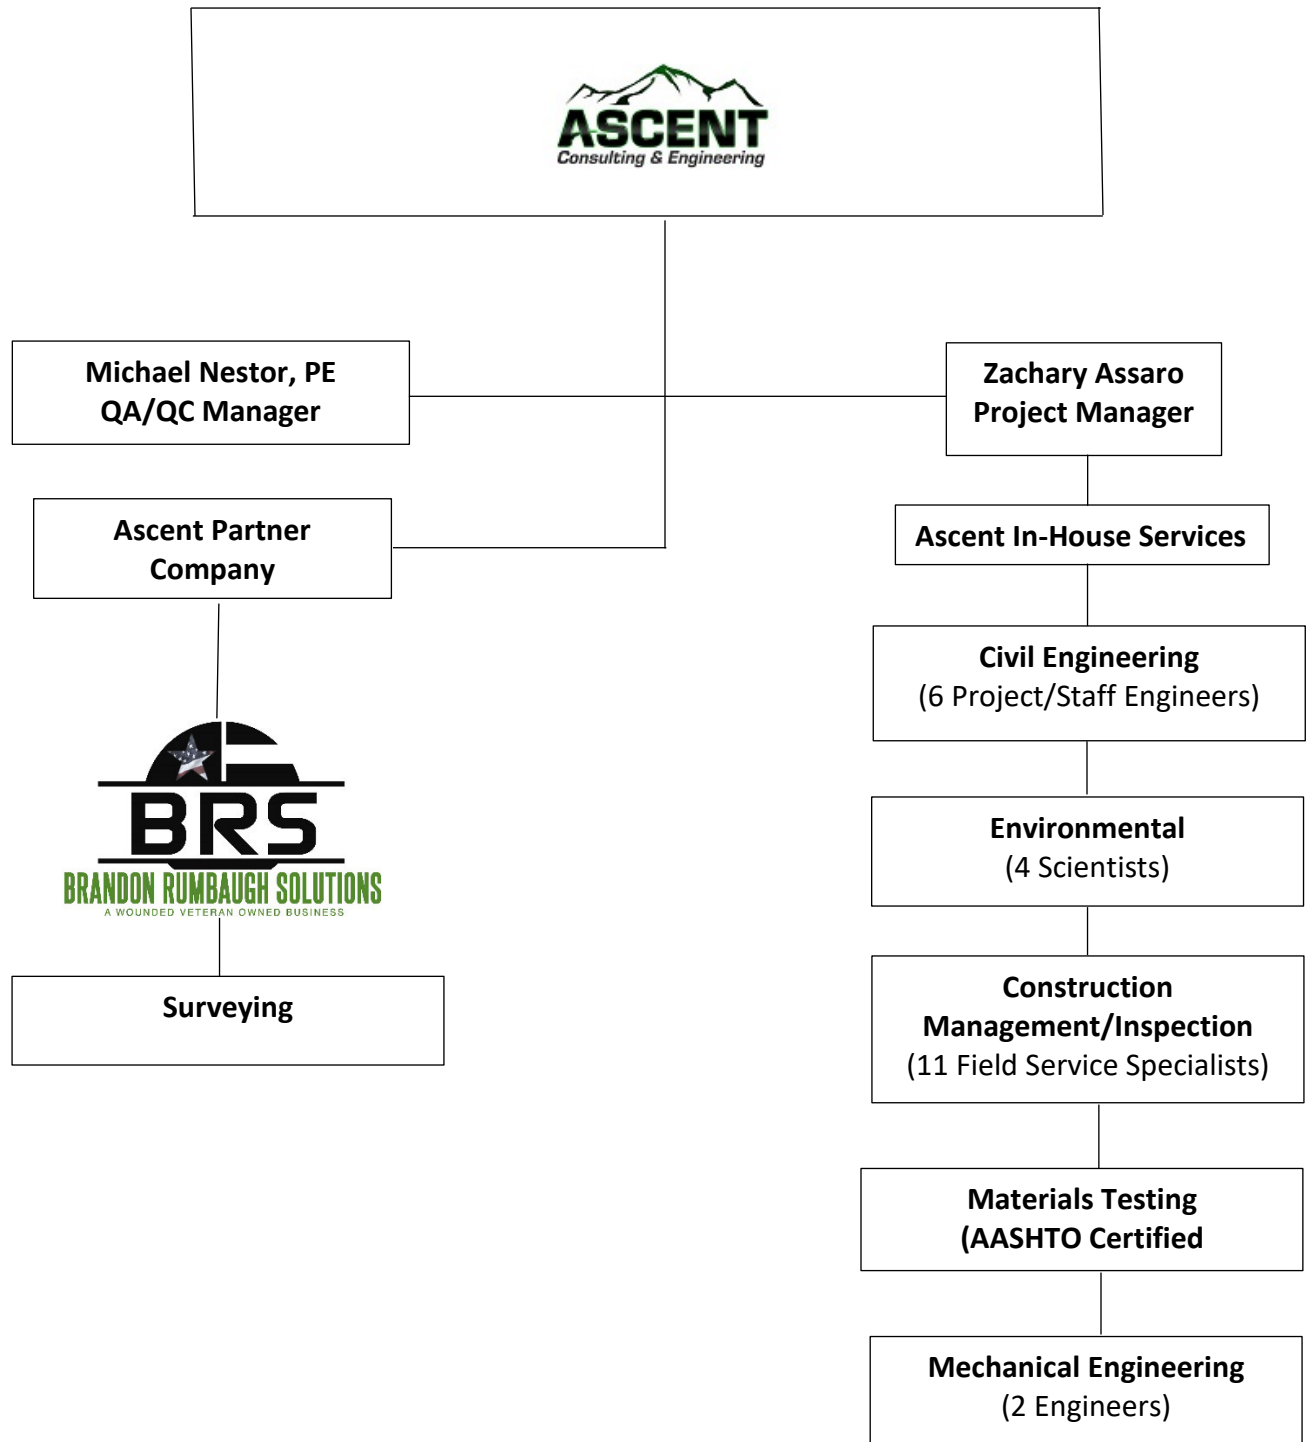 ASCENT
Consulting & Engineering
Michael Nestor, PE
QA/QC Manager
Zachary Assaro
Project Manager
Ascent Partner
Company
Ascent In-House Services
Civil Engineering
(6 Project/Staff Engineers)
BRS
BRANDON RUMBAUGH SOLUTIONS
A WOUNDED VETERAN OWNED BUSINESS
Environmental
(4 Scientists)
Surveying
Construction
Management/Inspection
(11 Field Service Specialists)
Materials Testing
(AASHTO Certified
Mechanical Engineering
(2 Engineers)